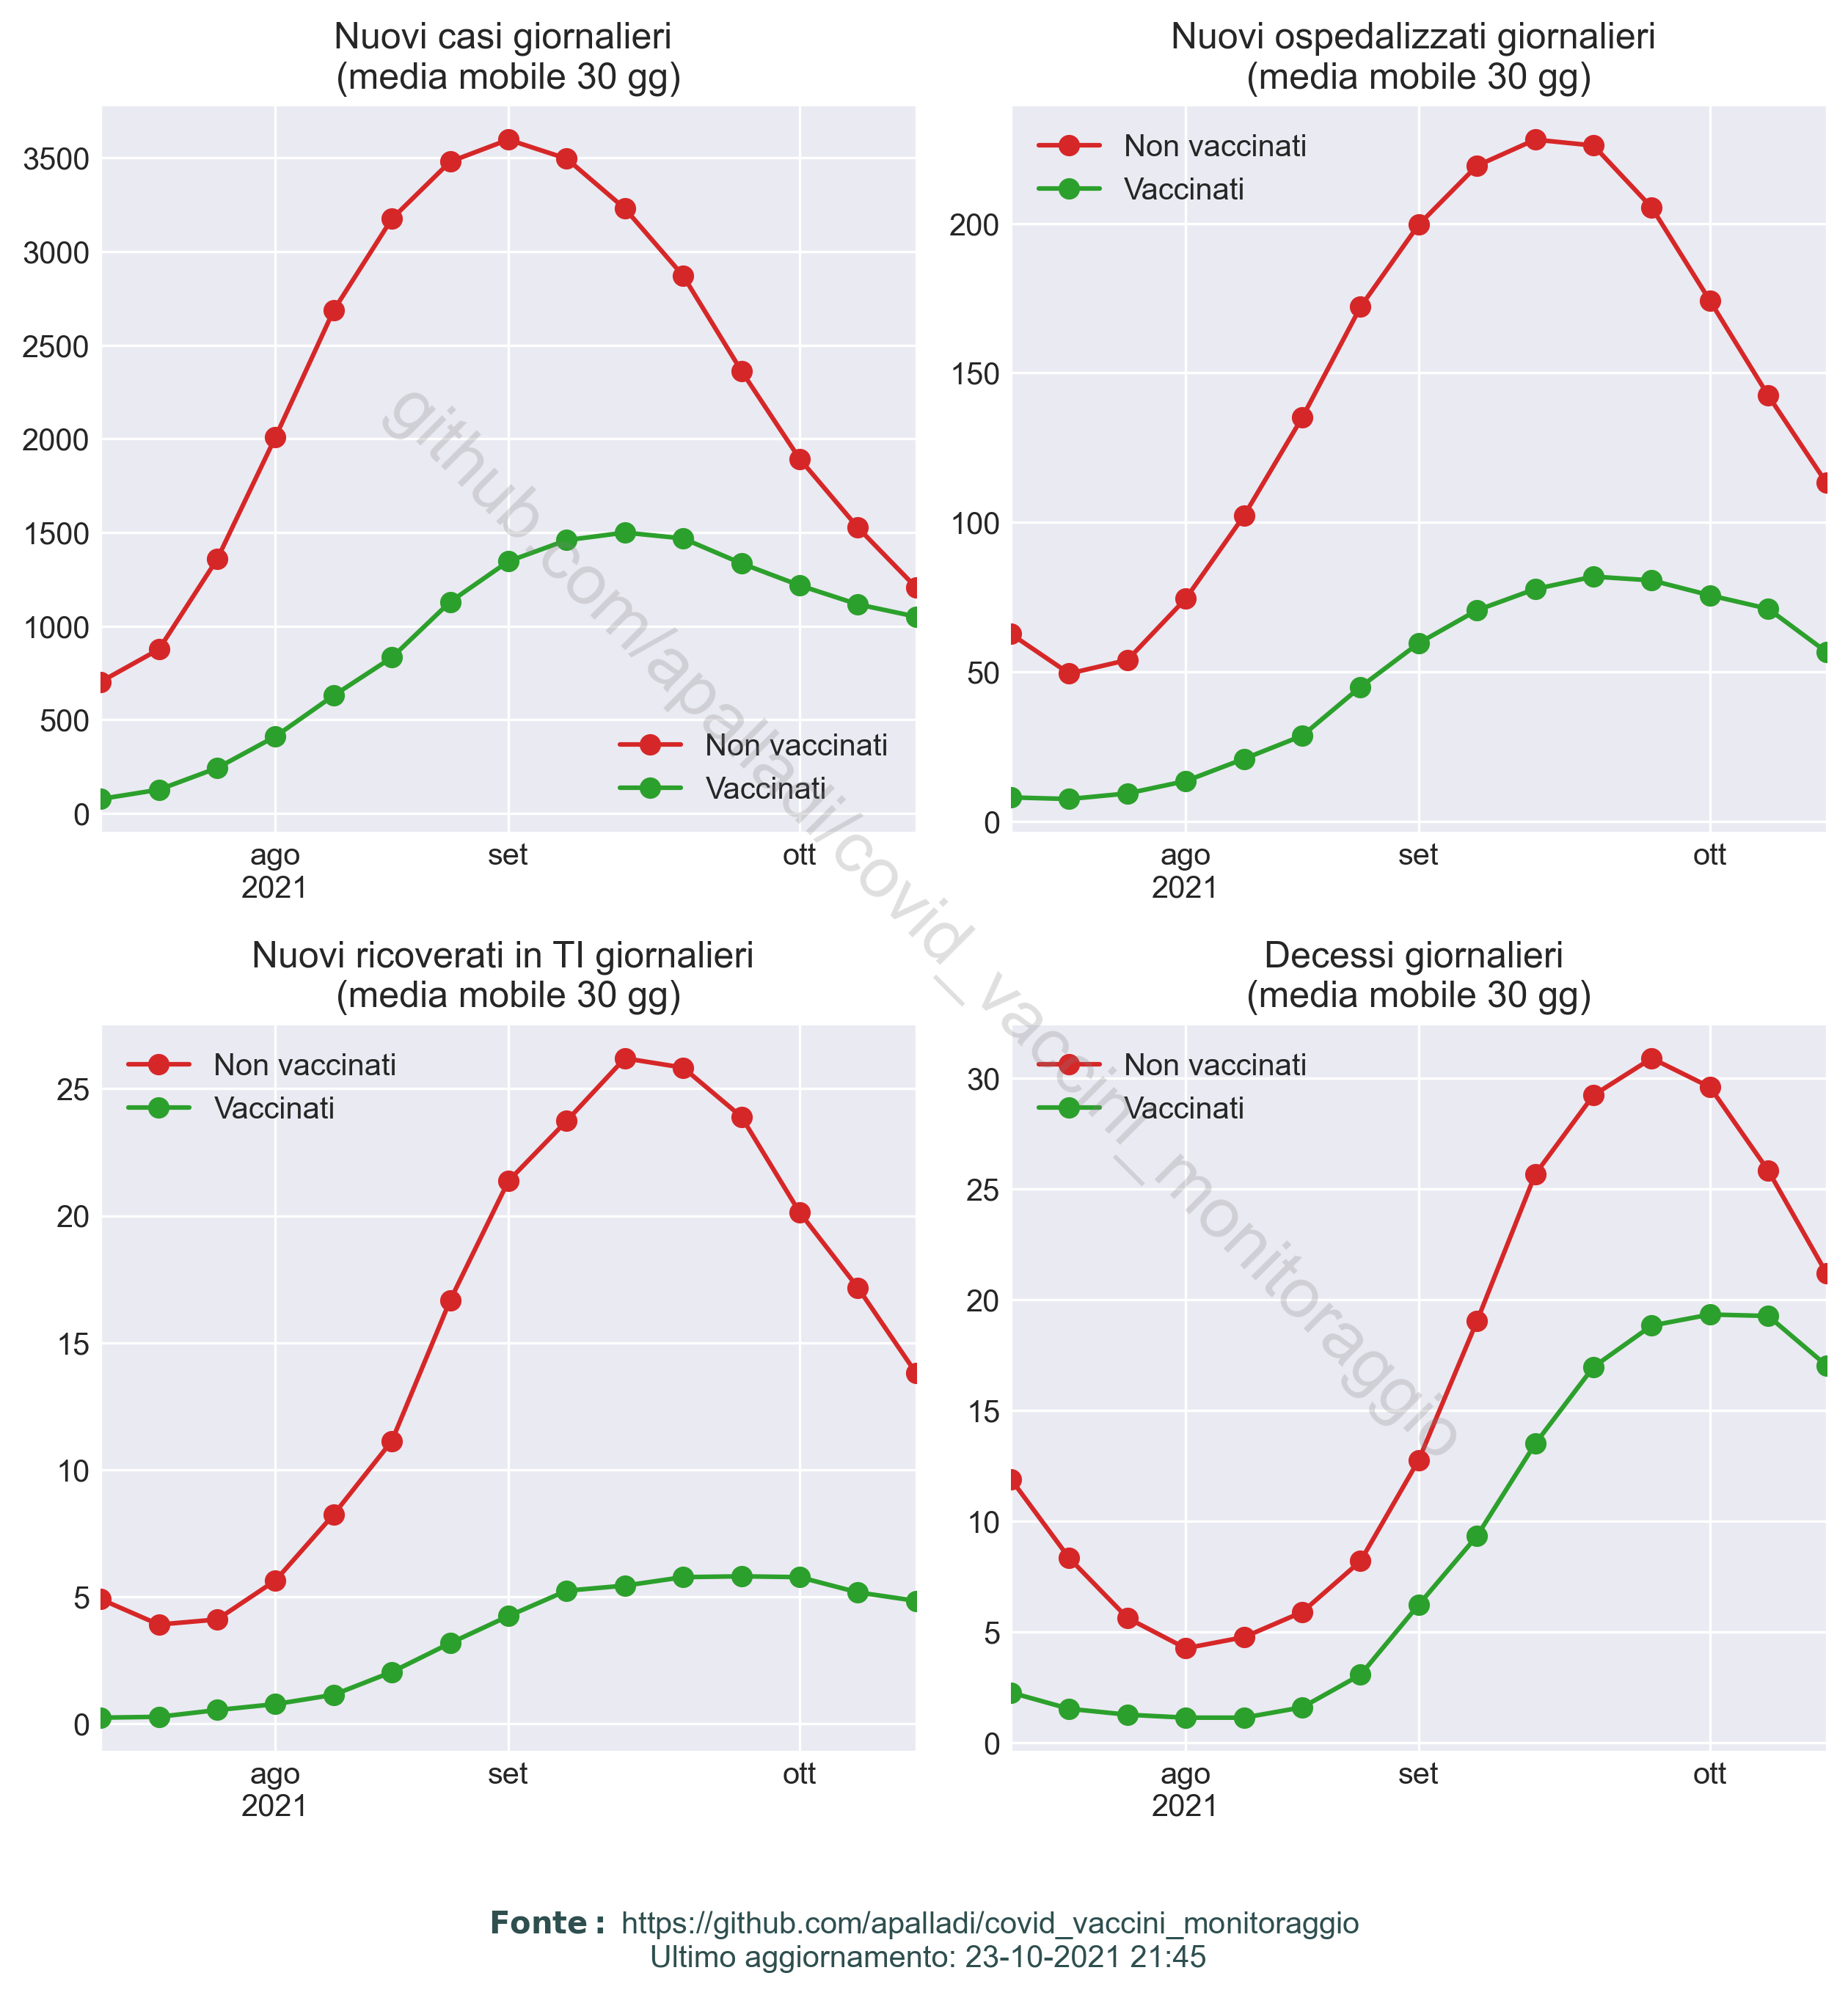 Nuovi casi giornalieri
(media mobile 30 gg)
3500
3000
2500
2000
1500
1000
500
0
Non vaccinati
Vaccinati
ago
2021
set
ott
Nuovi ospedalizzati giornalieri
(media mobile 30 gg)
Non vaccinati
Vaccinati
200
150
100
50
0
ago
2021
set
ott
Nuovi ricoverati in TI giornalieri
(media mobile 30 gg)
Non vaccinati
Vaccinati
25
20
15
10
5
0
ago
2021
set
ott
Decessi giornalieri
(media mobile 30 gg)
Non vaccinati
Vaccinati
30
25
20
15
10
5
0
ago
2021
set
ott
github.com/apalladi/covid_vaccini_monitoraggio
Fonte: https://github.com/apalladi/covid_vaccini_monitoraggio
Ultimo aggiornamento: 23-10-2021 21:45